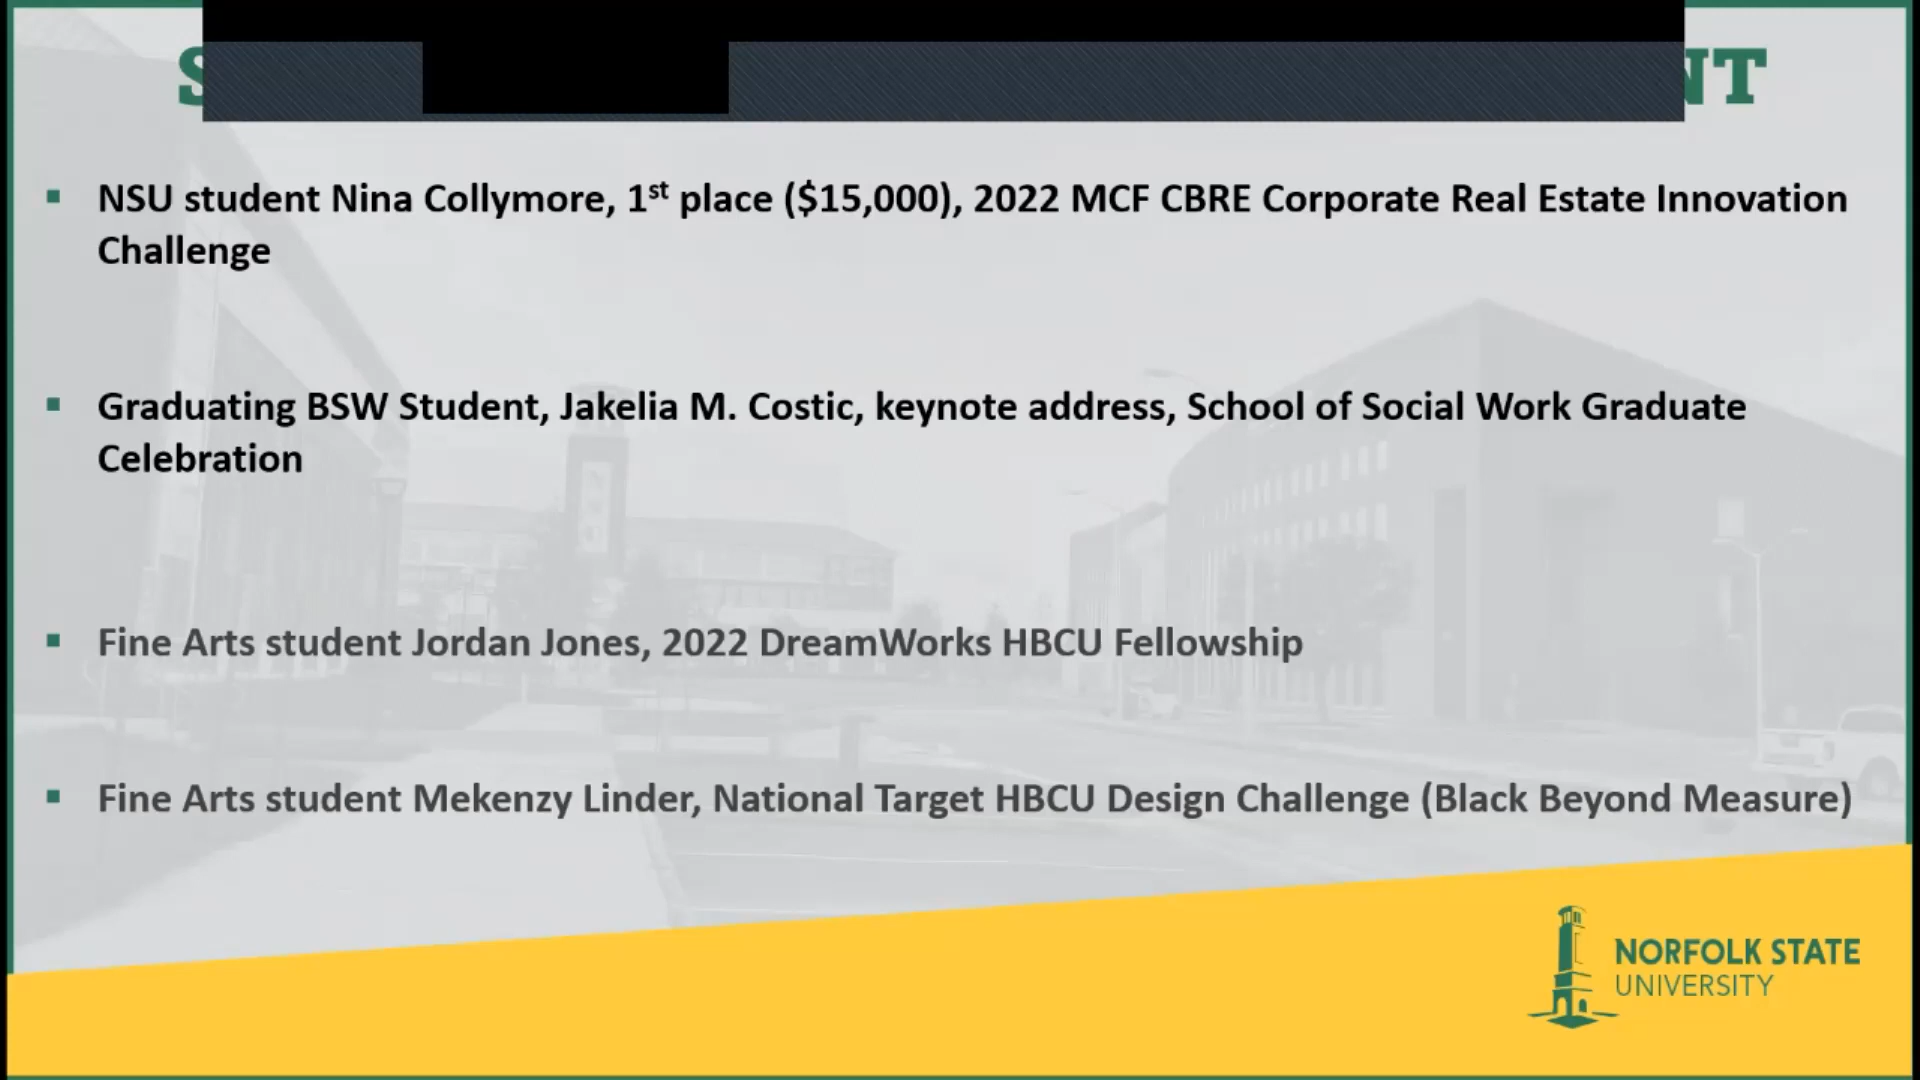 ▪ NSU student Nina Collymore, 1st place ($15,000), 2022 MCF CBRE Corporate Real Estate Innovation
Challenge
▪ Graduating BSW Student, Jakelia M. Costic, keynote address, School of Social Work Graduate
Celebration
▪ Fine Arts student Jordan Jones, 2022 DreamWorks HBCU Fellowship
▪ Fine Arts student Mekenzy Linder, National Target HBCU Design Challenge (Black Beyond Measure)
NORFOLK STATE
UNIVERSITY